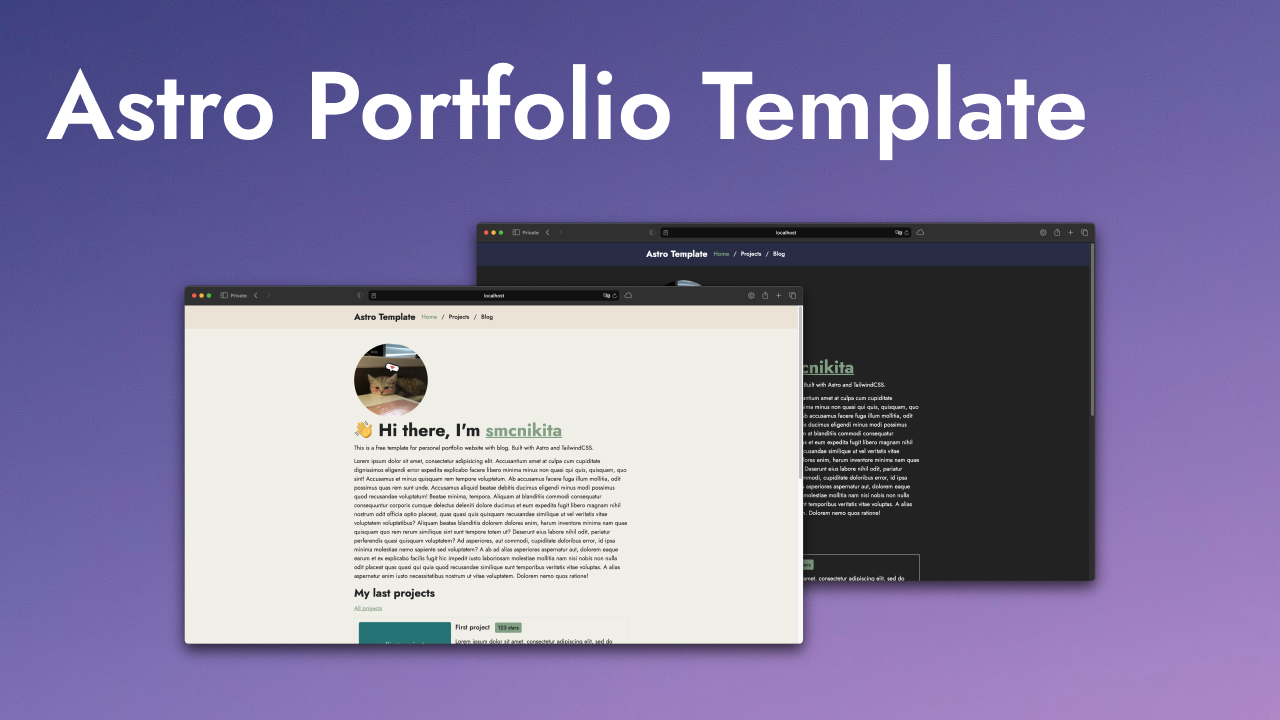 Astro Portfolio Template
Private
localhost
Astro Template Home / Projects / Blog
cnikita
Built with Astro and TailwindCSS.
antium amet at culpa cum cupiditate
ima minus non quasi qui quis, quisquam, quo
b accusamus facere fuga illum mollitia, odit
s ducimus eligendi minus modi possimus
m at blanditiis commodi consequatur
s et eum expedita fugit libero magnam nihil
cusandae similique ut vel veritatis vitae
olores enim, harum inventore minima nam quae
Deserunt eius labore nihil odit, pariatur
mmodi, cupiditate doloribus error, id ipsa
asperiores aspernatur aut, dolorem eaque
molestiae mollitia nam nisi nobis non nulla
nt temporibus veritatis voluptas. A alias
orem nemo quos ratione!
amet, consectetur adipiscing elit, sed do
Private
localhost
Astro Template Home / Projects / Blog
👋 Hi there, I'm smcnikita
This is a free template for personal portfolio website with blog. Built with Astro and TailwindCSS.
Lorem ipsum dolor sit amet, consectetur adipisicing elit. Accusantium amet at culpa cum cupiditate
dignissimos eligendi error expedita explicabo facere libero minima minus non quasi qui quis, quisquam, quo
sint! Accusamus et minus quisquam rem tempore voluptatum. Ab accusamus facere fuga illum mollitia, odit
possimus quas rem sunt unde. Accusamus aliquid beatae debitis ducimus eligendi minus modi possimus
quod recusandae voluptatum! Beatae minima, tempora. Aliquam at blanditiis commodi consequatur
consequuntur corporis cumque delectus deleniti dolore ducimus et eum expedita fugit libero magnam nihil
nostrum odit officia optio placeat, quas quasi quis quisquam recusandae similique ut vel veritatis vitae
voluptatem voluptatibus? Aliquam beatae blanditiis dolorem dolores enim, harum inventore minima nam quae
quisquam quo rem rerum similique sint sunt tempore totam ut? Deserunt eius labore nihil odit, pariatur
perferendis quasi quisquam voluptatem? Ad asperiores, aut commodi, cupiditate doloribus error, id ipsa
minima molestiae nemo sapiente sed voluptatem? A ab ad alias asperiores aspernatur aut, dolorem eaque
earum et ex explicabo facilis fugit hic impedit iusto laboriosam molestiae mollitia nam nisi nobis non nulla
odit placeat quas quasi qui quia quod recusandae similique sunt temporibus veritatis voluptas. A alias
aspernatur enim iusto necessitatibus nostrum ut vitae voluptatem. Dolorem nemo quos ratione!
My last projects
All projects
First project 123 stars
Lorem ipsum dolor sit amet, consectetur adipiscing elit, sed do